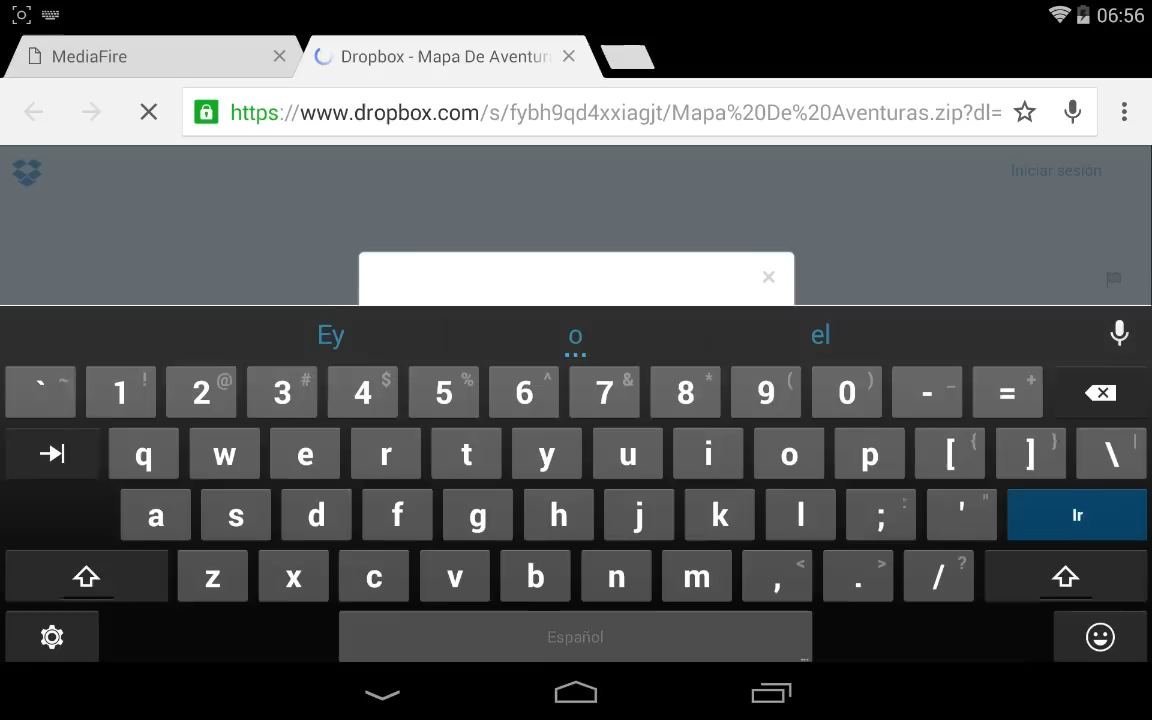 06:56
MediaFire
Dropbox - Mapa De Aventur
https://www.dropbox.com/s/fybh9qd4xxiagjt/Mapa%20De%20Aventuras.zip?dl=
Iniciar sesión
Ey o el
` ~ 1 ! 2 @ 3 # 4 $ 5 % 6 ^ 7 & 8 * 9 ( 0 ) - _ = +
q w e r t y u i o p [ { ] } \ |
a s d f g h j k l ; : ' " Ir
z x c v b n m , < . > / ?
Español